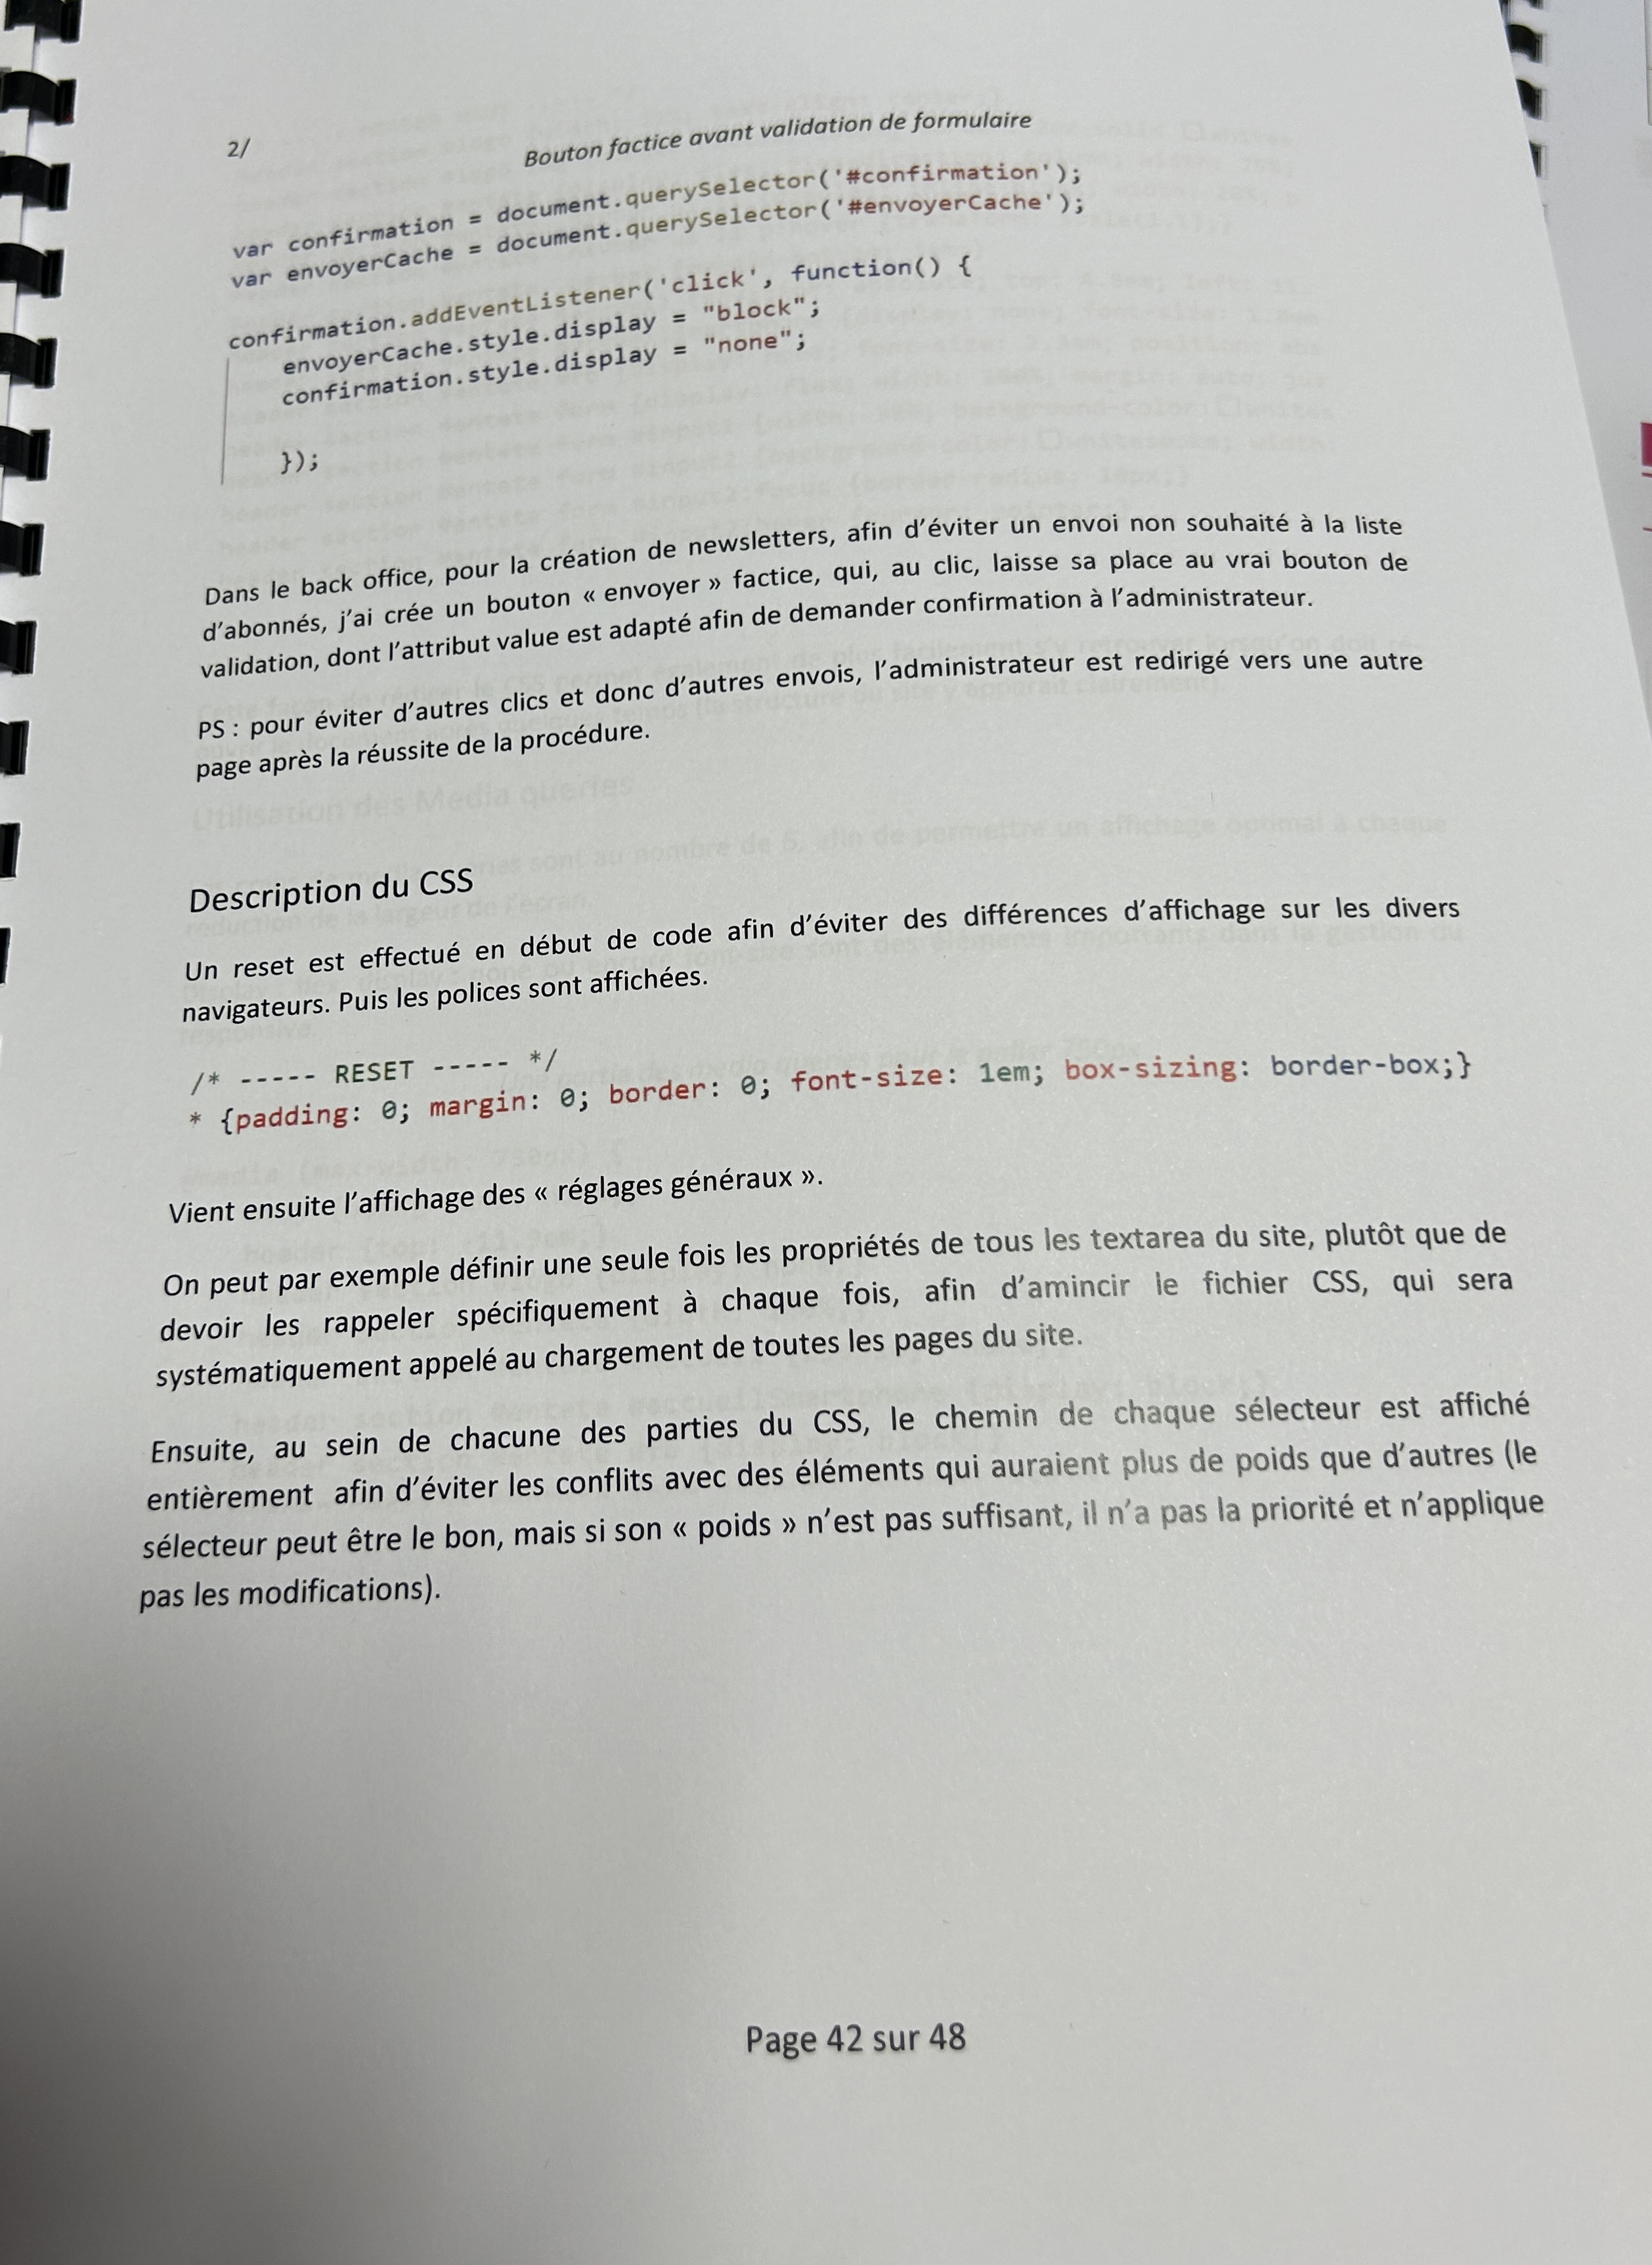 2/
Bouton factice avant validation de formulaire
var confirmation = document.querySelector('#confirmation');
var envoyerCache = document.querySelector('#envoyerCache');
confirmation.addEventListener('click', function() {
envoyerCache.style.display = "block";
confirmation.style.display = "none";
});
Dans le back office, pour la création de newsletters, afin d'éviter un envoi non souhaité à la liste
d'abonnés, j'ai crée un bouton « envoyer » factice, qui, au clic, laisse sa place au vrai bouton de
validation, dont l'attribut value est adapté afin de demander confirmation à l'administrateur.
PS : pour éviter d'autres clics et donc d'autres envois, l'administrateur est redirigé vers une autre
page après la réussite de la procédure.
Description du CSS
Un reset est effectué en début de code afin d'éviter des différences d'affichage sur les divers
navigateurs. Puis les polices sont affichées.
/* ----- RESET ----- */
* {padding: 0; margin: 0; border: 0; font-size: 1em; box-sizing: border-box;}
Vient ensuite l'affichage des « réglages généraux ».
On peut par exemple définir une seule fois les propriétés de tous les textarea du site, plutôt que de
devoir les rappeler spécifiquement à chaque fois, afin d'amincir le fichier CSS, qui sera
systématiquement appelé au chargement de toutes les pages du site.
Ensuite, au sein de chacune des parties du CSS, le chemin de chaque sélecteur est affiché
entièrement afin d'éviter les conflits avec des éléments qui auraient plus de poids que d'autres (le
sélecteur peut être le bon, mais si son « poids » n'est pas suffisant, il n'a pas la priorité et n'applique
pas les modifications).
Page 42 sur 48